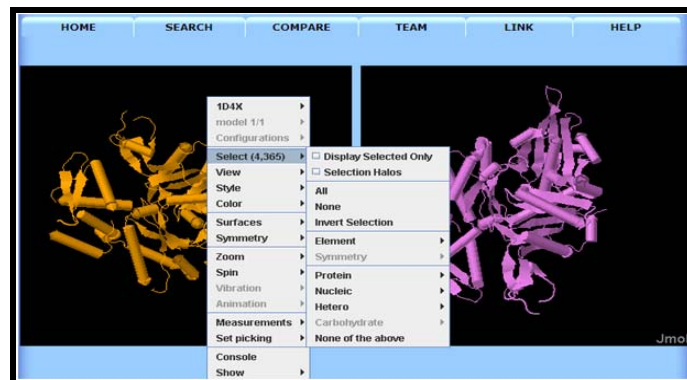 HOME SEARCH COMPARE TEAM LINK HELP
1D4X
model 1/1
Configurations
Select (4,365)
View
Style
Color
Surfaces
Symmetry
Zoom
Spin
Vibration
Animation
Measurements
Set picking
Console
Show
Display Selected Only
Selection Halos
All
None
Invert Selection
Element
Symmetry
Protein
Nucleic
Hetero
Carbohydrate
None of the above
Jmol